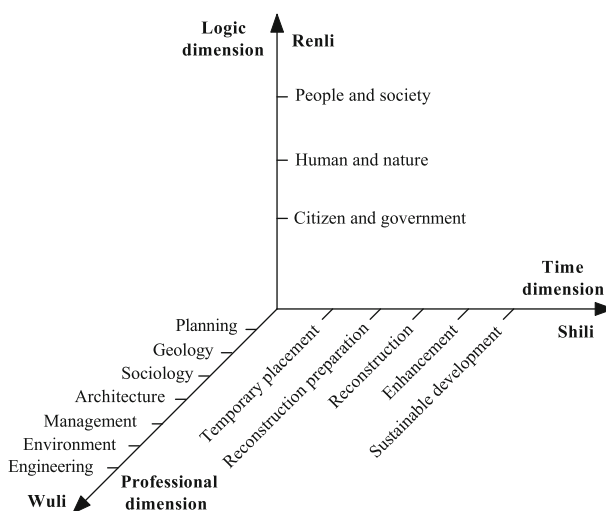 Logic
dimension
Renli
People and society
Human and nature
Citizen and government
Time
dimension
Shili
Temporary placement
Reconstruction preparation
Reconstruction
Enhancement
Sustainable development
Planning
Geology
Sociology
Architecture
Management
Environment
Engineering
Professional
dimension
Wuli